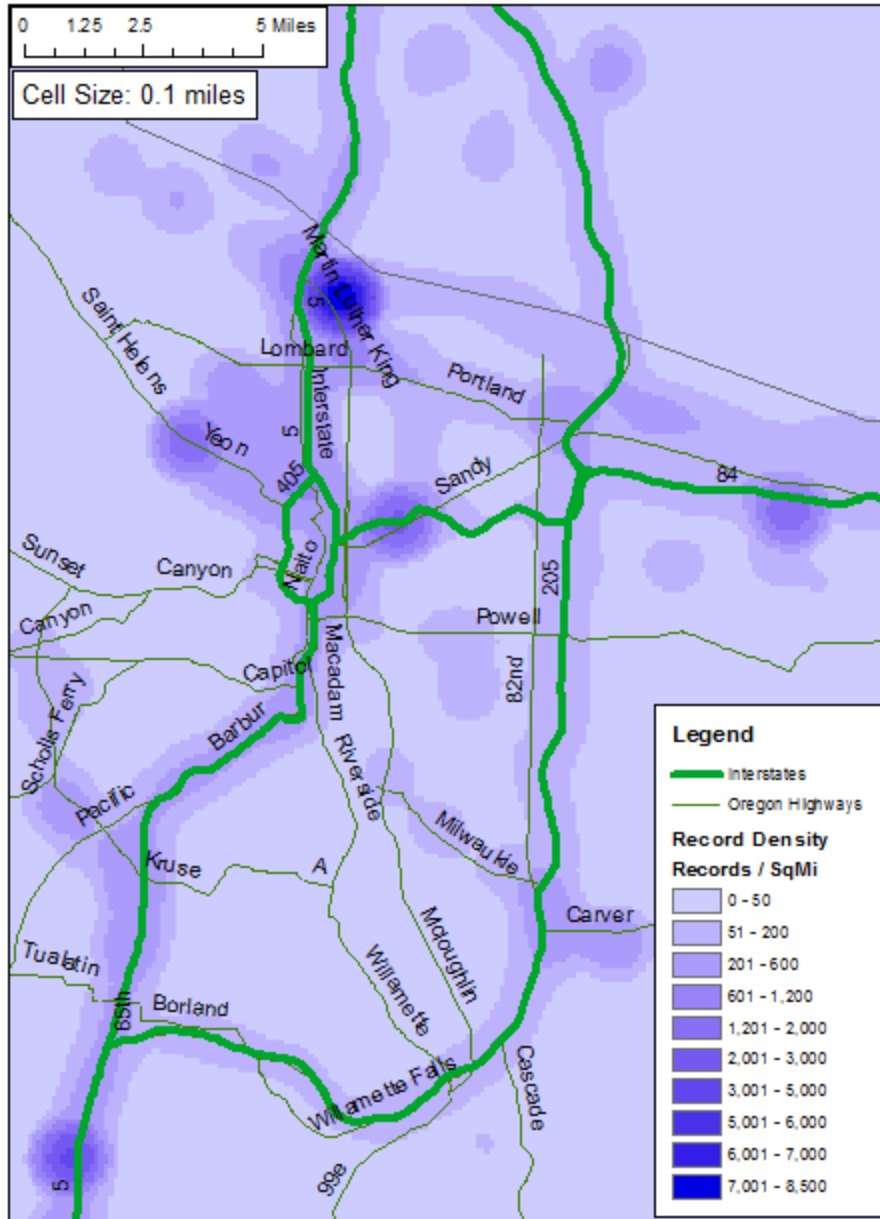 0 1.25 2.5 5 Miles
Cell Size: 0.1 miles
Martin Luther King
5
Saint Helens
Lombard
Interstate
Portland
5
Yeon
405
Sandy
84
Sunset
Canyon
Naito
205
Canyon
Powell
Macadam
Capitol
82nd
Scholls Ferry
Barbur
Riverside
Pacific
Milwaukie
Kruse
A
Carver
Mcloughlin
Tualatin
Willamette
65th
Borland
Cascade
Willamette Falls
99e
5
Legend
Interstates
Oregon Highways
Record Density
Records / SqMi
0 - 50
51 - 200
201 - 600
601 - 1,200
1,201 - 2,000
2,001 - 3,000
3,001 - 5,000
5,001 - 6,000
6,001 - 7,000
7,001 - 8,500